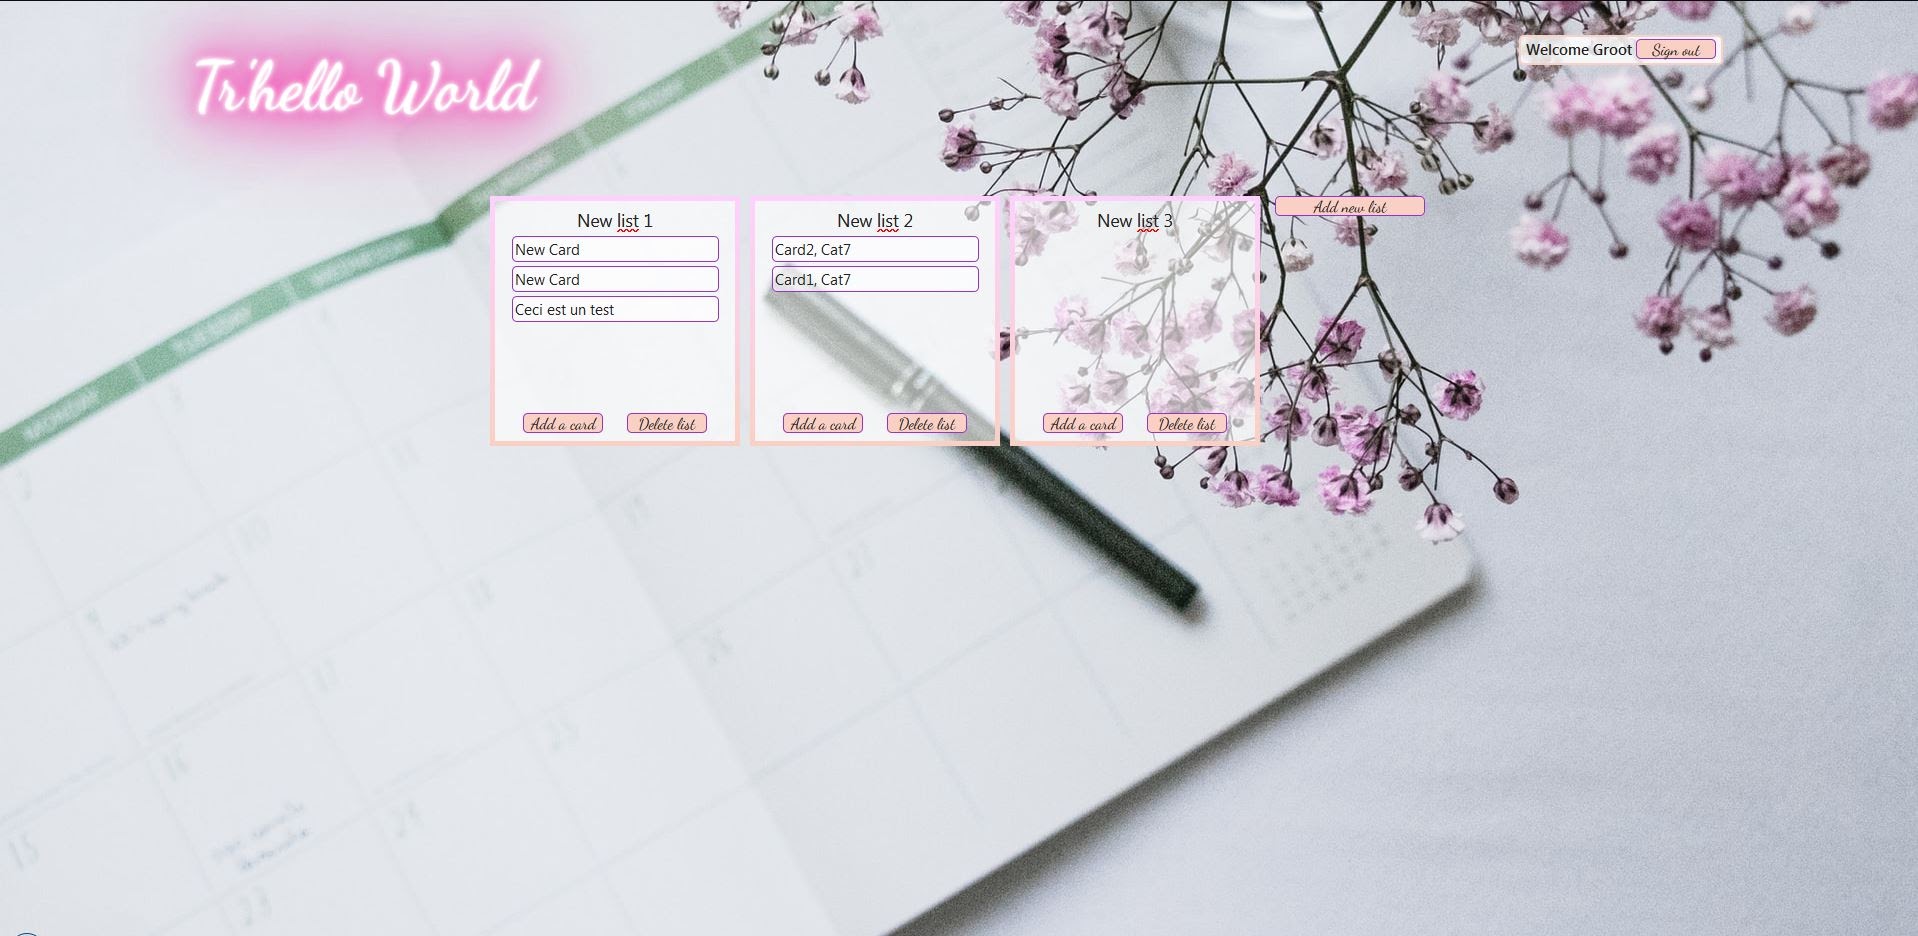 Tr'hello World
Welcome Groot
Sign out
New list 1
New Card
New Card
Ceci est un test
Add a card
Delete list
New list 2
Card2, Cat7
Card1, Cat7
Add a card
Delete list
New list 3
Add a card
Delete list
Add new list